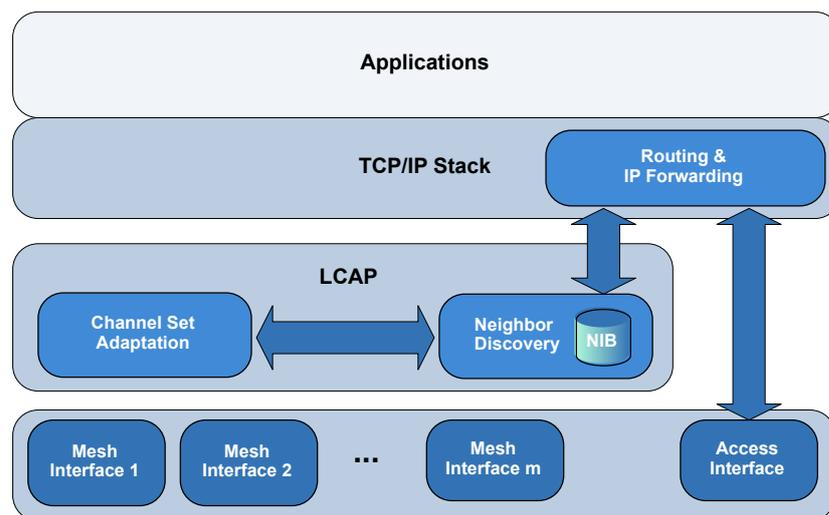 Applications
TCP/IP Stack
Routing &
IP Forwarding
LCAP
Channel Set
Adaptation
Neighbor
Discovery
NIB
Mesh
Interface 1
Mesh
Interface 2
...
Mesh
Interface m
Access
Interface